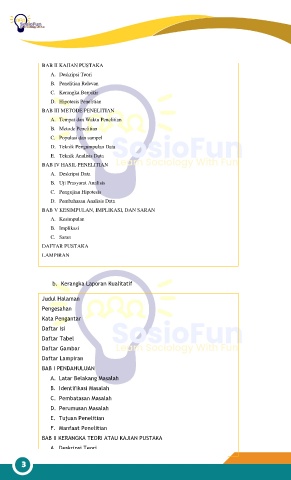 SosioFun
BAB II KAJIAN PUSTAKA
A. Deskripsi Teori
B. Penelitian Relevan
C. Kerangka Berpikir
D. Hipotesis Penelitian
BAB III METODE PENELITIAN
A. Tempat dan Waktu Penelitian
B. Metode Penelitian
C. Populasi dan sampel
D. Teknik Pengumpulan Data
E. Teknik Analisis Data
BAB IV HASIL PENELITIAN
A. Deskripsi Data
B. Uji Prasyarat Analisis
C. Pengujian Hipotesis
D. Pembahasan Analisis Data
BAB V KESIMPULAN, IMPLIKASI, DAN SARAN
A. Kesimpulan
B. Implikasi
C. Saran
DAFTAR PUSTAKA
LAMPIRAN
SosioFun
Learn Sociology With Fun
b. Kerangka Laporan Kualitatif
Judul Halaman
Pengesahan
Kata Pengantar
Daftar Isi
Daftar Tabel
Daftar Gambar
Daftar Lampiran
BAB I PENDAHULUAN
A. Latar Belakang Masalah
B. Identifikasi Masalah
C. Pembatasan Masalah
D. Perumusan Masalah
E. Tujuan Penelitian
F. Manfaat Penelitian
BAB II KERANGKA TEORI ATAU KAJIAN PUSTAKA
A. Deskripsi Teori
SosioFun
Learn Sociology With Fun
3